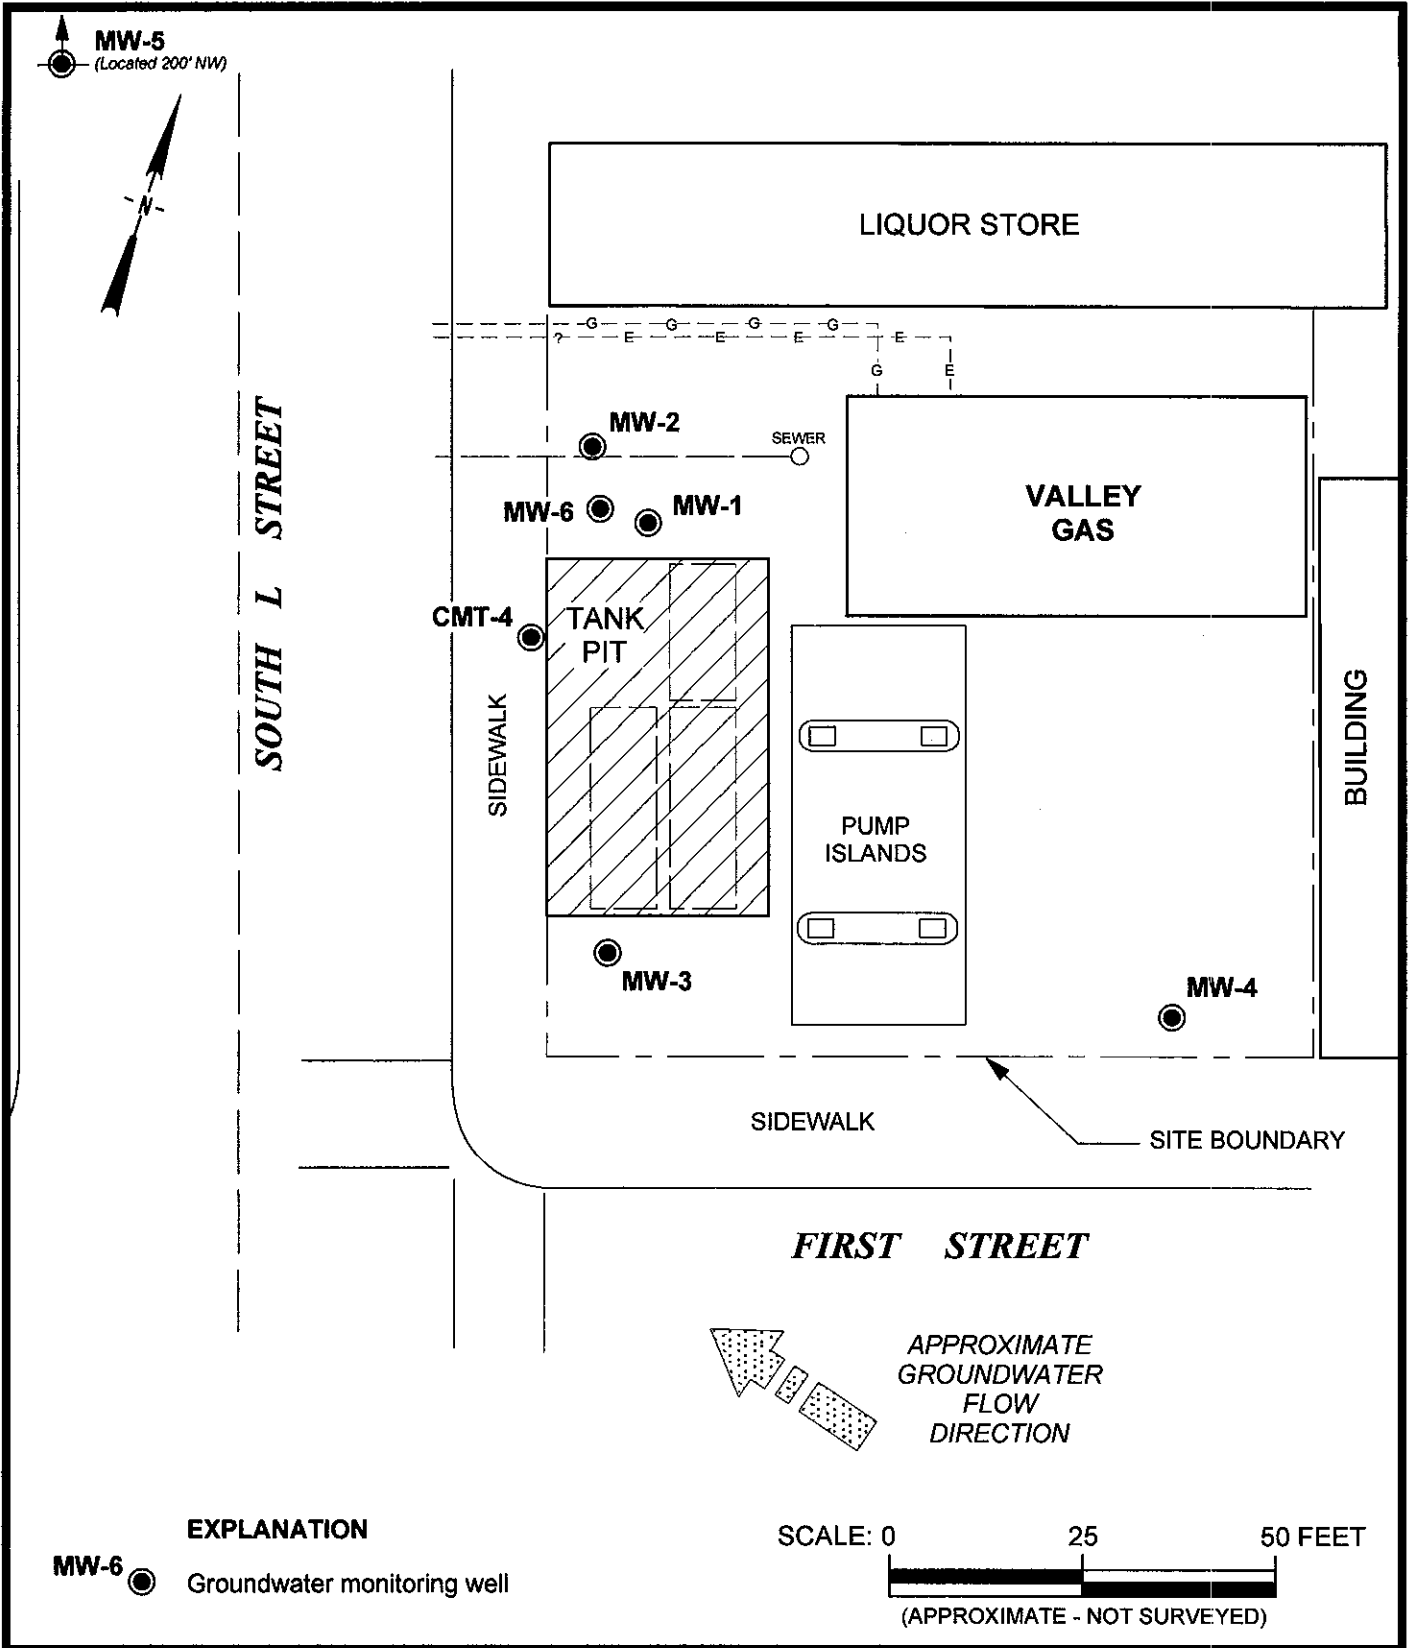 MW-5
(Located 200' NW)
N
LIQUOR STORE
G G G G
? E E E E
G E
MW-2
SEWER
MW-6
MW-1
VALLEY
GAS
SOUTH L STREET
CMT-4
TANK
PIT
SIDEWALK
BUILDING
PUMP
ISLANDS
MW-3
MW-4
SIDEWALK
SITE BOUNDARY
FIRST STREET
APPROXIMATE
GROUNDWATER
FLOW
DIRECTION
EXPLANATION
MW-6
Groundwater monitoring well
SCALE: 0 25 50 FEET
(APPROXIMATE - NOT SURVEYED)